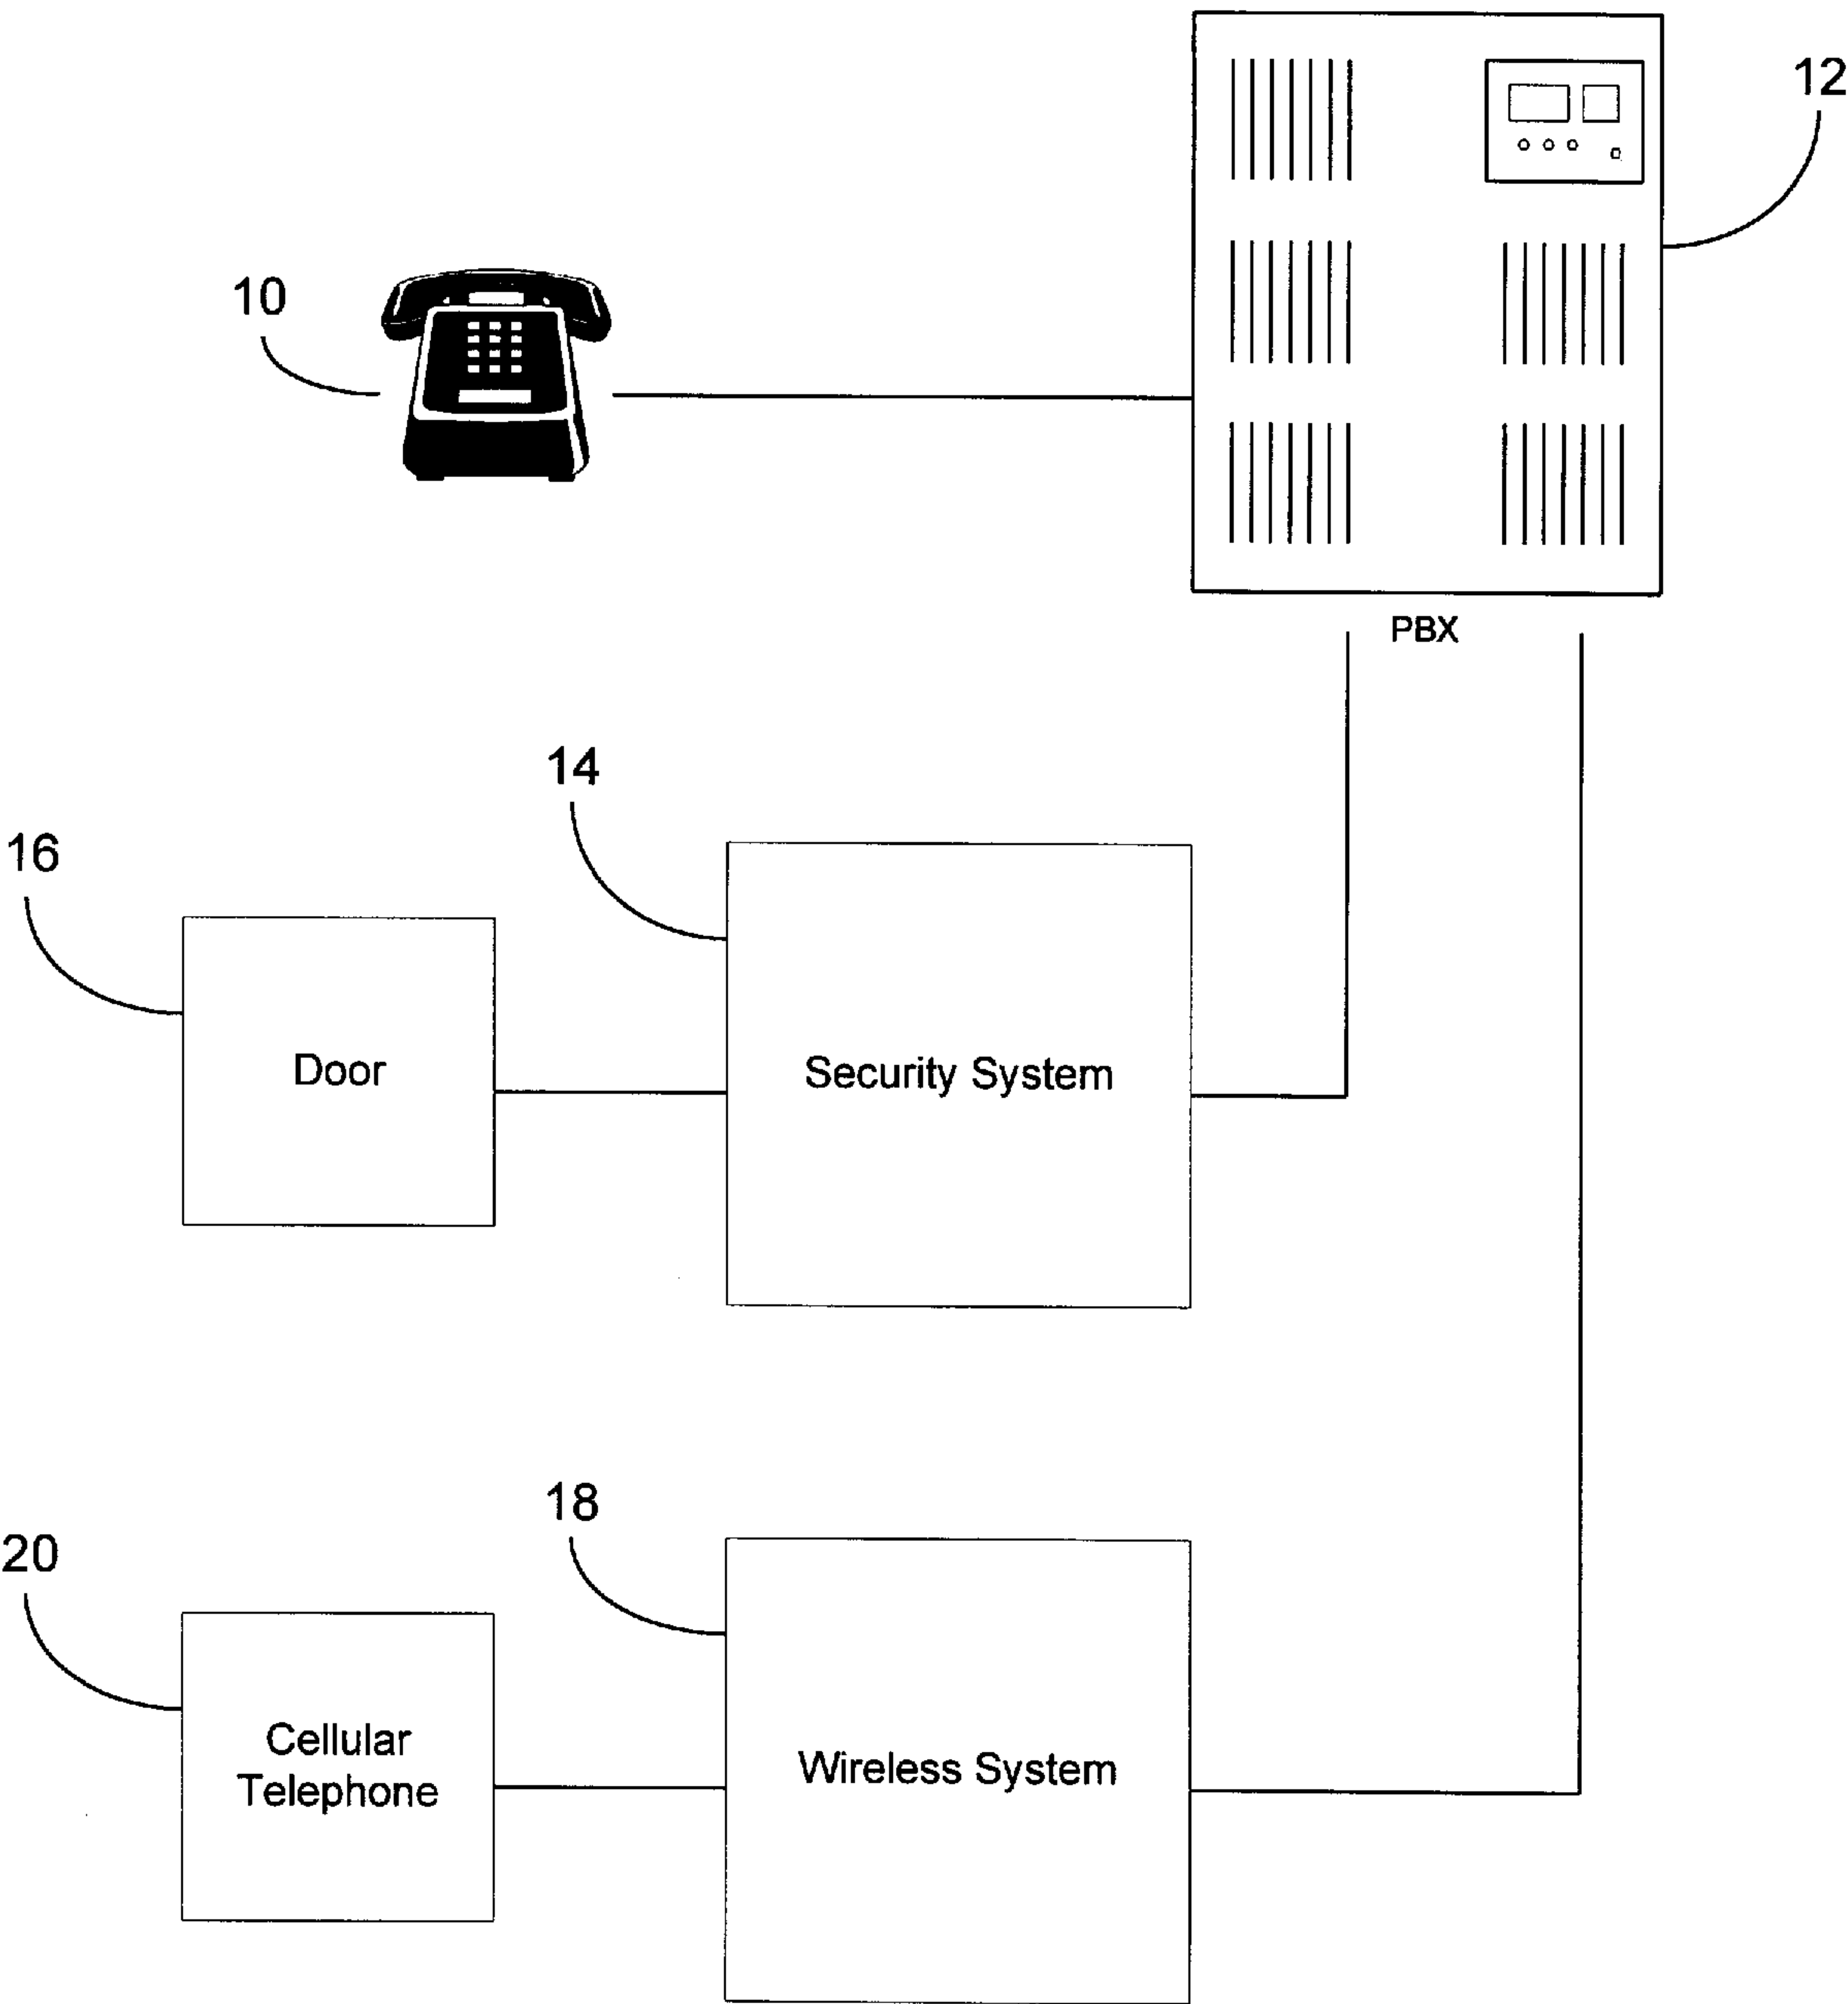 12
10
PBX
14
16
Door
Security System
18
20
Cellular
Telephone
Wireless System